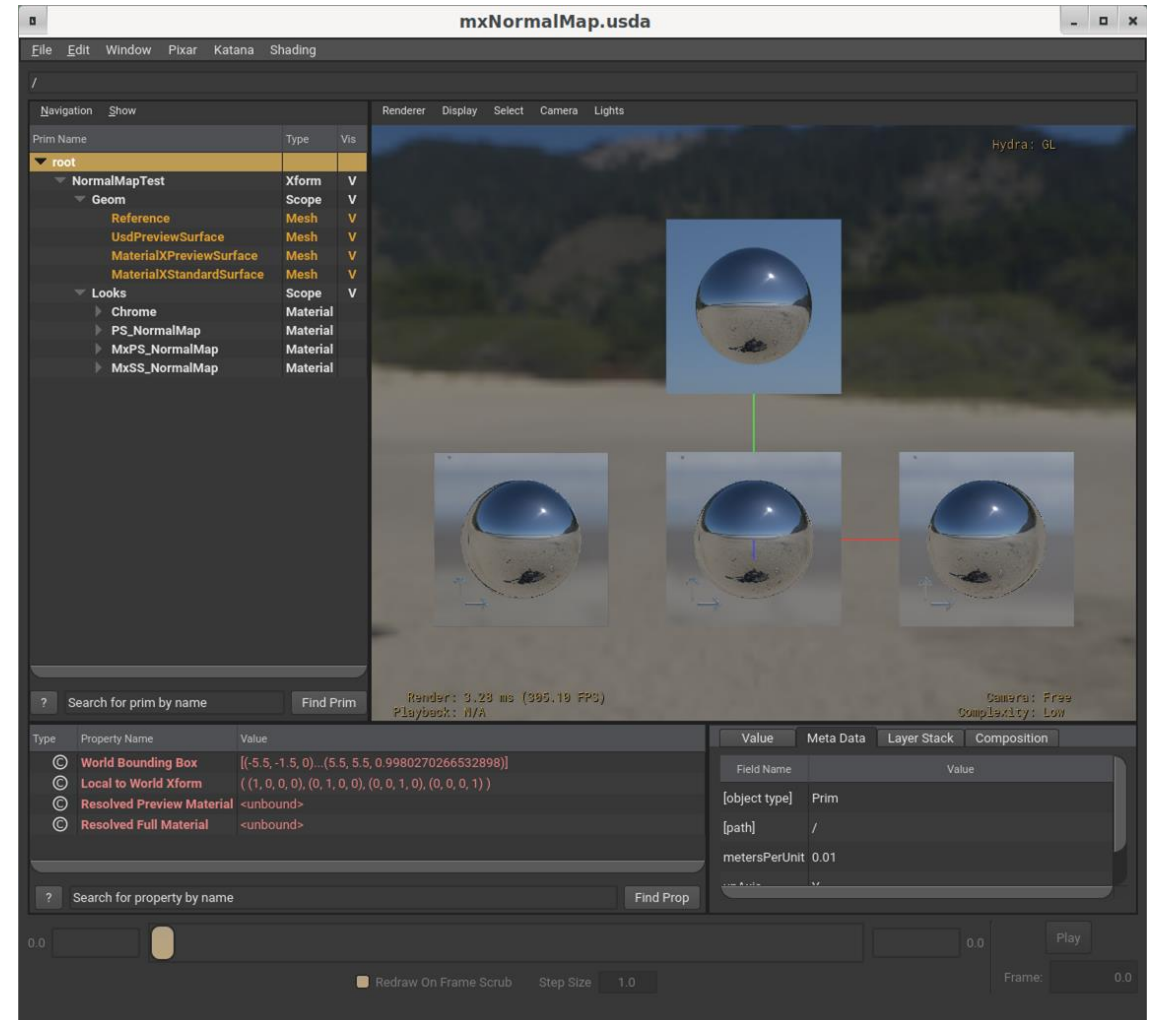 mxNormalMap.usda
File Edit Window Pixar Katana Shading
/
Navigation Show
Renderer Display Select Camera Lights
Prim Name Type Vis
Hydra: GL
root
NormalMapTest Xform V
Geom Scope V
Reference Mesh V
UsdPreviewSurface Mesh V
MaterialXPreviewSurface Mesh V
MaterialXStandardSurface Mesh V
Looks Scope V
Chrome Material
PS_NormalMap Material
MxPS_NormalMap Material
MxSS_NormalMap Material
? Search for prim by name Find Prim
Render: 3.28 ms (305.19 FPS)
Playback: N/A
Camera: Free
Complexity: Low
Type Property Name Value
© World Bounding Box [(-5.5, -1.5, 0)...(5.5, 5.5, 0.9980270266532898)]
© Local to World Xform ( (1, 0, 0, 0), (0, 1, 0, 0), (0, 0, 1, 0), (0, 0, 0, 1) )
© Resolved Preview Material <unbound>
© Resolved Full Material <unbound>
? Search for property by name Find Prop
Value Meta Data Layer Stack Composition
Field Name Value
[object type] Prim
[path] /
metersPerUnit 0.01
0.0 0.0 Play
Redraw On Frame Scrub Step Size 1.0 Frame: 0.0